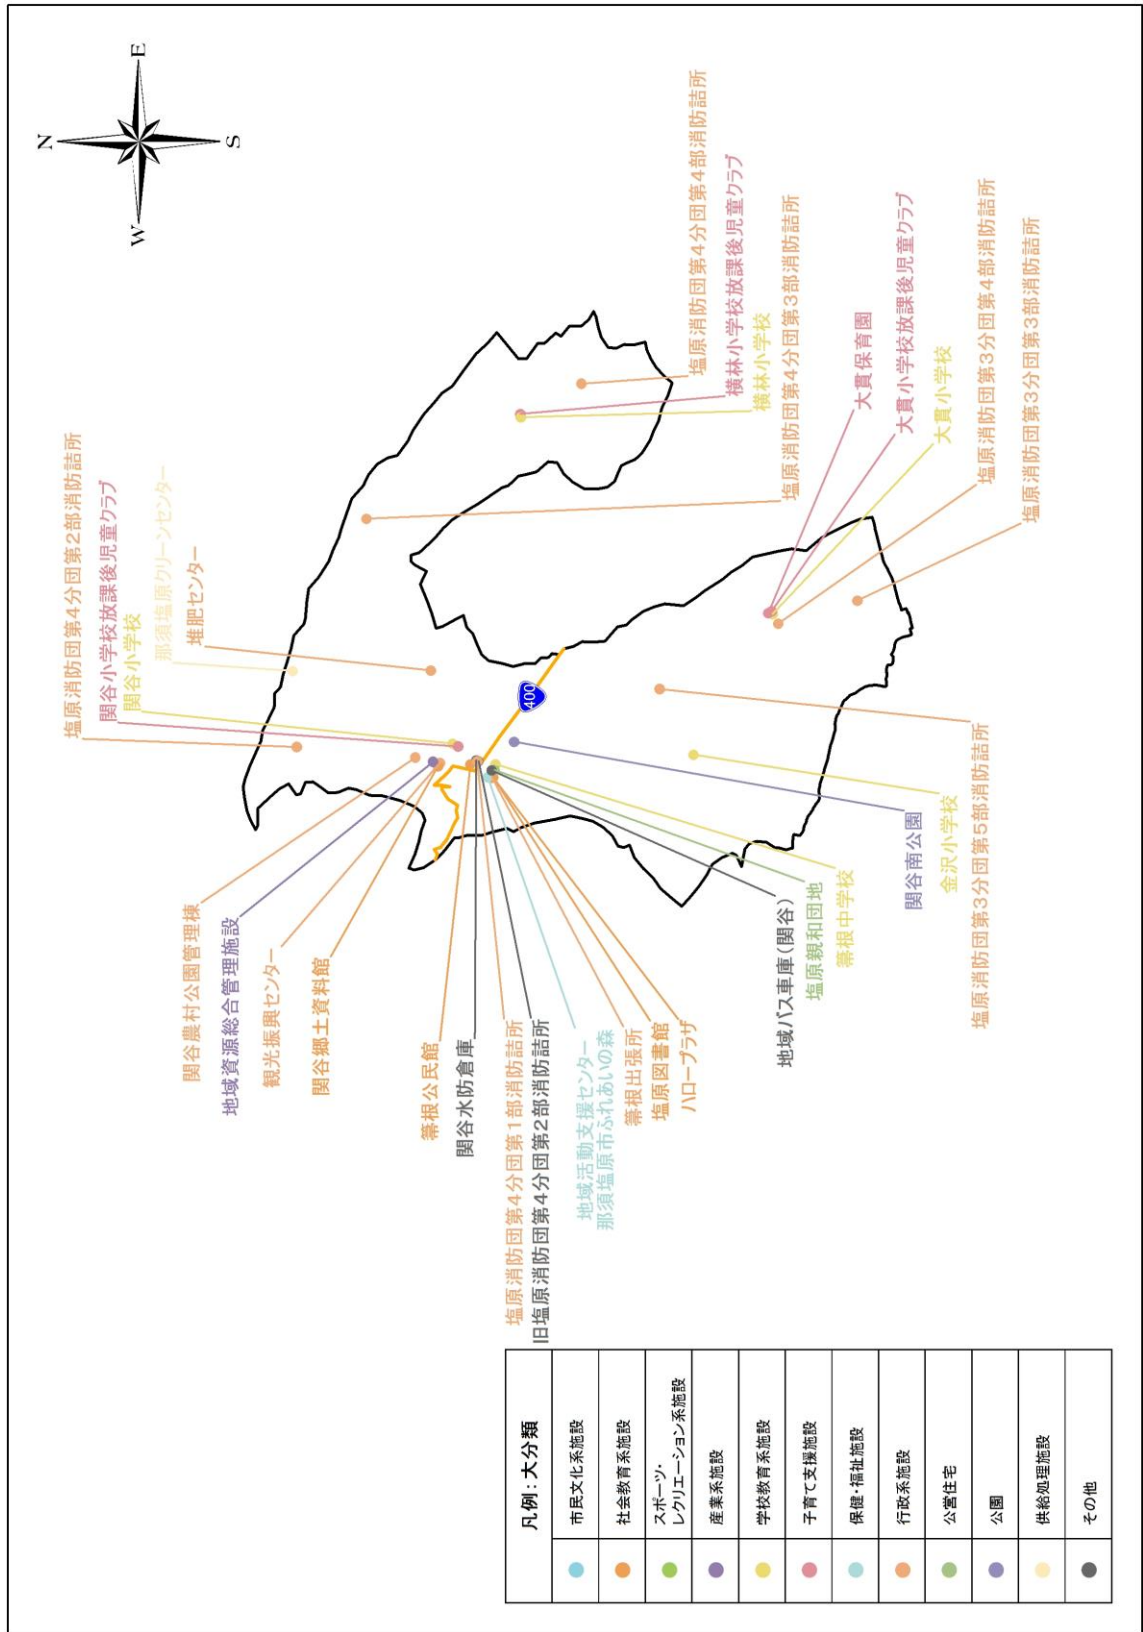 N
E
S
W
塩原消防団第4分団第2部消防詰所
関谷小学校放課後児童クラブ
関谷小学校
那須塩原クリーンセンター
堆肥センター
関谷農村公園管理棟
地域資源総合管理施設
観光振興センター
関谷郷土資料館
箒根公民館
関谷水防倉庫
塩原消防団第4分団第1部消防詰所
旧塩原消防団第4分団第2部消防詰所
地域活動支援センター
那須塩原市ふれあいの森
箒根出張所
塩原図書館
ハロープラザ
400
塩原消防団第4分団第4部消防詰所
横林小学校放課後児童クラブ
横林小学校
塩原消防団第4分団第3部消防詰所
大貫保育園
大貫小学校放課後児童クラブ
大貫小学校
塩原消防団第3分団第4部消防詰所
塩原消防団第3分団第3部消防詰所
地域バス車庫(関谷)
塩原親和団地
箒根中学校
関谷南公園
金沢小学校
塩原消防団第3分団第5部消防詰所
凡例:大分類
市民文化系施設
社会教育系施設
スポーツ・
レクリエーション系施設
産業系施設
学校教育系施設
子育て支援施設
保健・福祉施設
行政系施設
公営住宅
公園
供給処理施設
その他